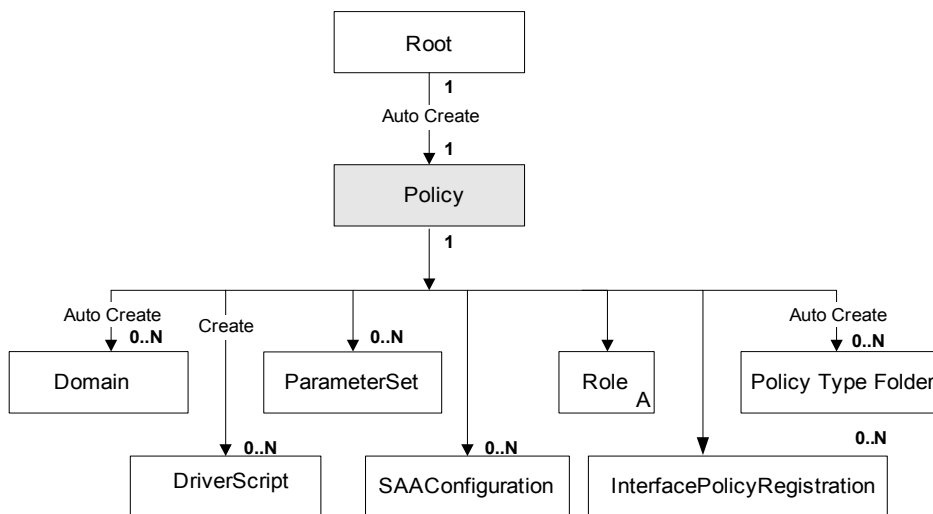 Root
1
Auto Create
1
Policy
1
Auto Create
0..N
Create
0..N
Auto Create
0..N
Domain
ParameterSet
Role
A
Policy Type Folder
0..N
0..N
0..N
DriverScript
SAAConfiguration
InterfacePolicyRegistration